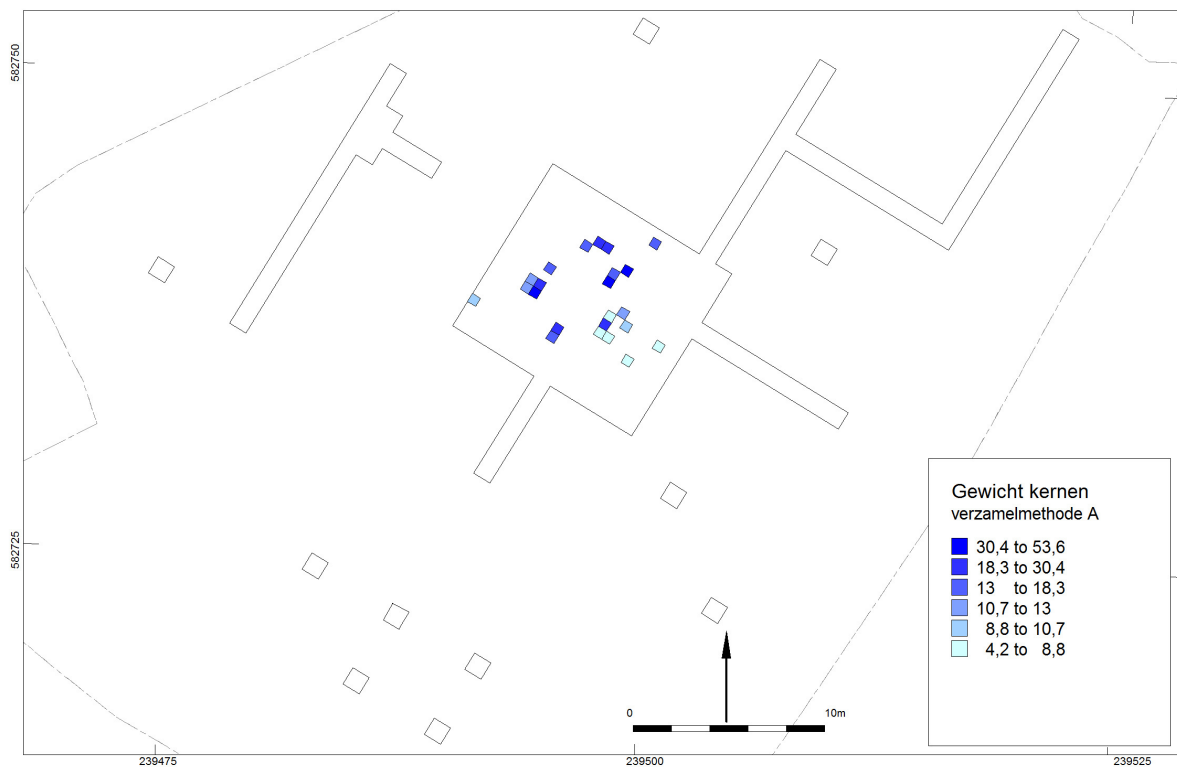 582750
582725
Gewicht kernen
verzamelmethode A
30,4 to 53,6
18,3 to 30,4
13 to 18,3
10,7 to 13
8,8 to 10,7
4,2 to 8,8
0 10m
239475 239500 239525